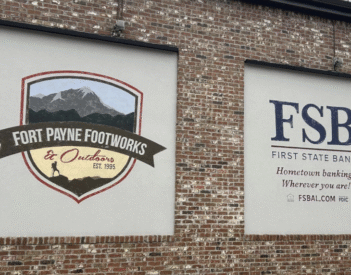 FORT PAYNE FOOTWORKS
& Outdoors
EST. 1995
FSB
FIRST STATE BAN
Hometown banking
Wherever you are!
FSBAL.COM